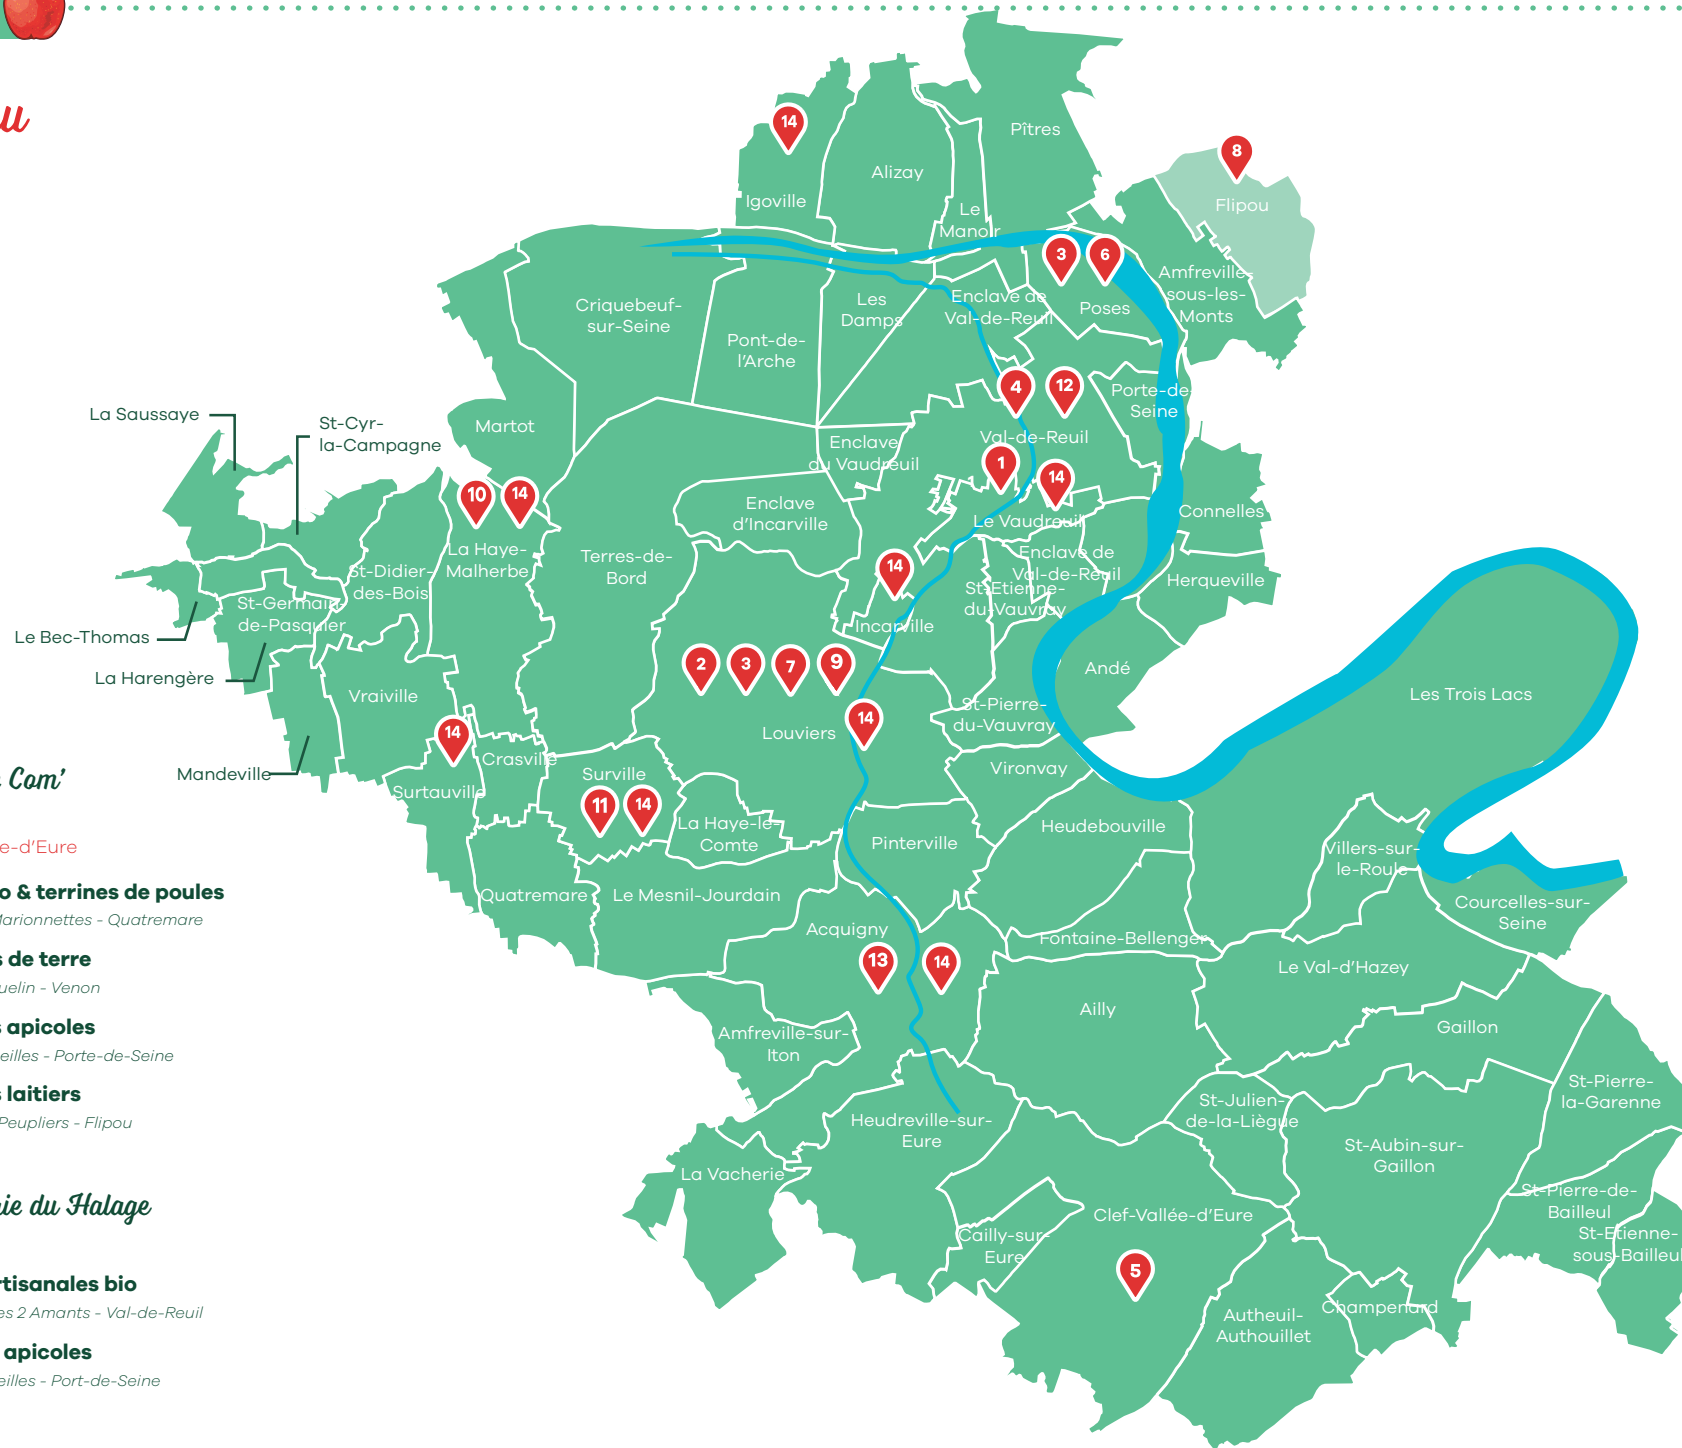 Pîtres
14
8
Alizay
Igoville
Flipou
Le
Manoir
3
6
Amfreville-
sous-les-
Monts
Criquebeuf-
sur-Seine
Les
Damps
Enclave de
Val-de-Reuil
Poses
Pont-de-
l'Arche
4
12
Porte-de-
Seine
La Saussaye
St-Cyr-
la-Campagne
Martot
Enclave
du Vaudreuil
Val-de-Reuil
1
14
10
14
Enclave
d'Incarville
Le Vaudreuil
Connelles
La Haye-
Malherbe
Terres-de-
Bord
Enclave de
Val-de-Reuil
14
St-Didier-
des-Bois
St-Etienne-
du-Vauvray
Herqueville
St-Germain-
de-Pasquier
Incarville
Le Bec-Thomas
La Harengère
2
3
7
9
Andé
Les Trois Lacs
Vraiville
14
Louviers
14
St-Pierre-
du-Vauvray
Mandeville
Crasville
Surville
Vironvay
Surtauville
11
14
La Haye-le-
Comte
Pinterville
Heudebouville
Villers-sur-
le-Roule
Quatremare
Le Mesnil-Jourdain
Courcelles-sur-
Seine
Acquigny
13
14
Fontaine-Bellenger
Le Val-d'Hazey
Ailly
Gaillon
Amfreville-sur-
Iton
St-Pierre-
la-Garenne
St-Julien-
de-la-Liègue
Heudreville-sur-
Eure
St-Aubin-sur-
Gaillon
La Vacherie
St-Pierre-de-
Bailleul
Clef-Vallée-d'Eure
Cailly-sur-
Eure
St-Etienne-
sous-Bailleul
5
Champenard
Autheuil-
Authouillet
Com'
e-d'Eure
o & terrines de poules
Marionnettes - Quatremare
s de terre
uelin - Venon
s apicoles
eilles - Porte-de-Seine
s laitiers
Peupliers - Flipou
ie du Halage
rtisanales bio
es 2 Amants - Val-de-Reuil
apicoles
eilles - Port-de-Seine